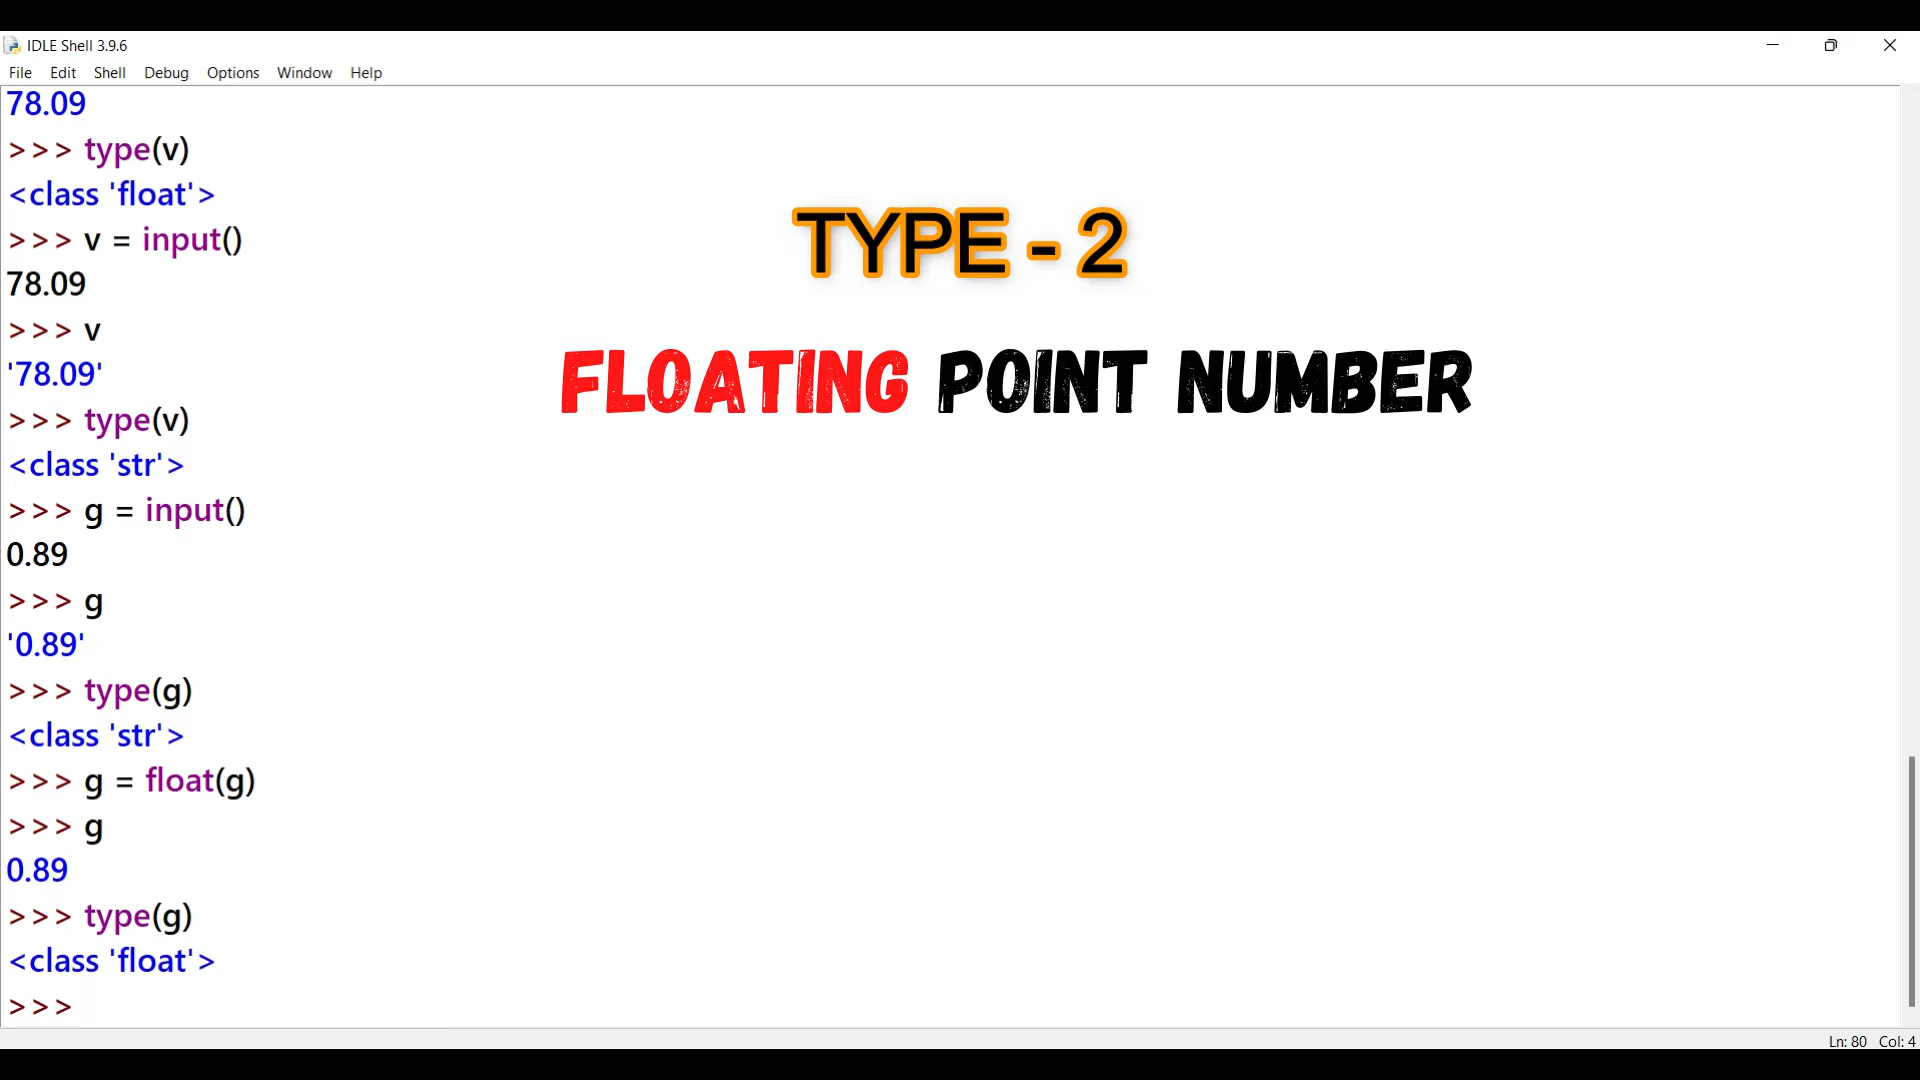 IDLE Shell 3.9.6
File Edit Shell Debug Options Window Help
78.09
>>> type(v)
<class 'float'>
>>> v = input()
78.09
>>> v
'78.09'
>>> type(v)
<class 'str'>
>>> g = input()
0.89
>>> g
'0.89'
>>> type(g)
<class 'str'>
>>> g = float(g)
>>> g
0.89
>>> type(g)
<class 'float'>
>>>
TYPE - 2
FLOATING POINT NUMBER
Ln: 80 Col: 4